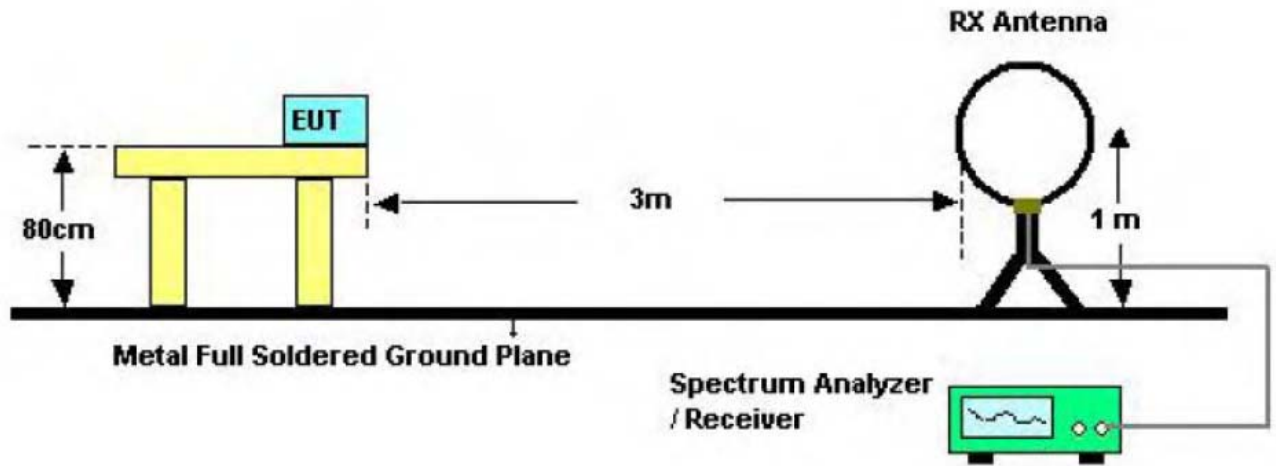 RX Antenna
EUT
80cm
3m
1 m
Metal Full Soldered Ground Plane
Spectrum Analyzer
/ Receiver